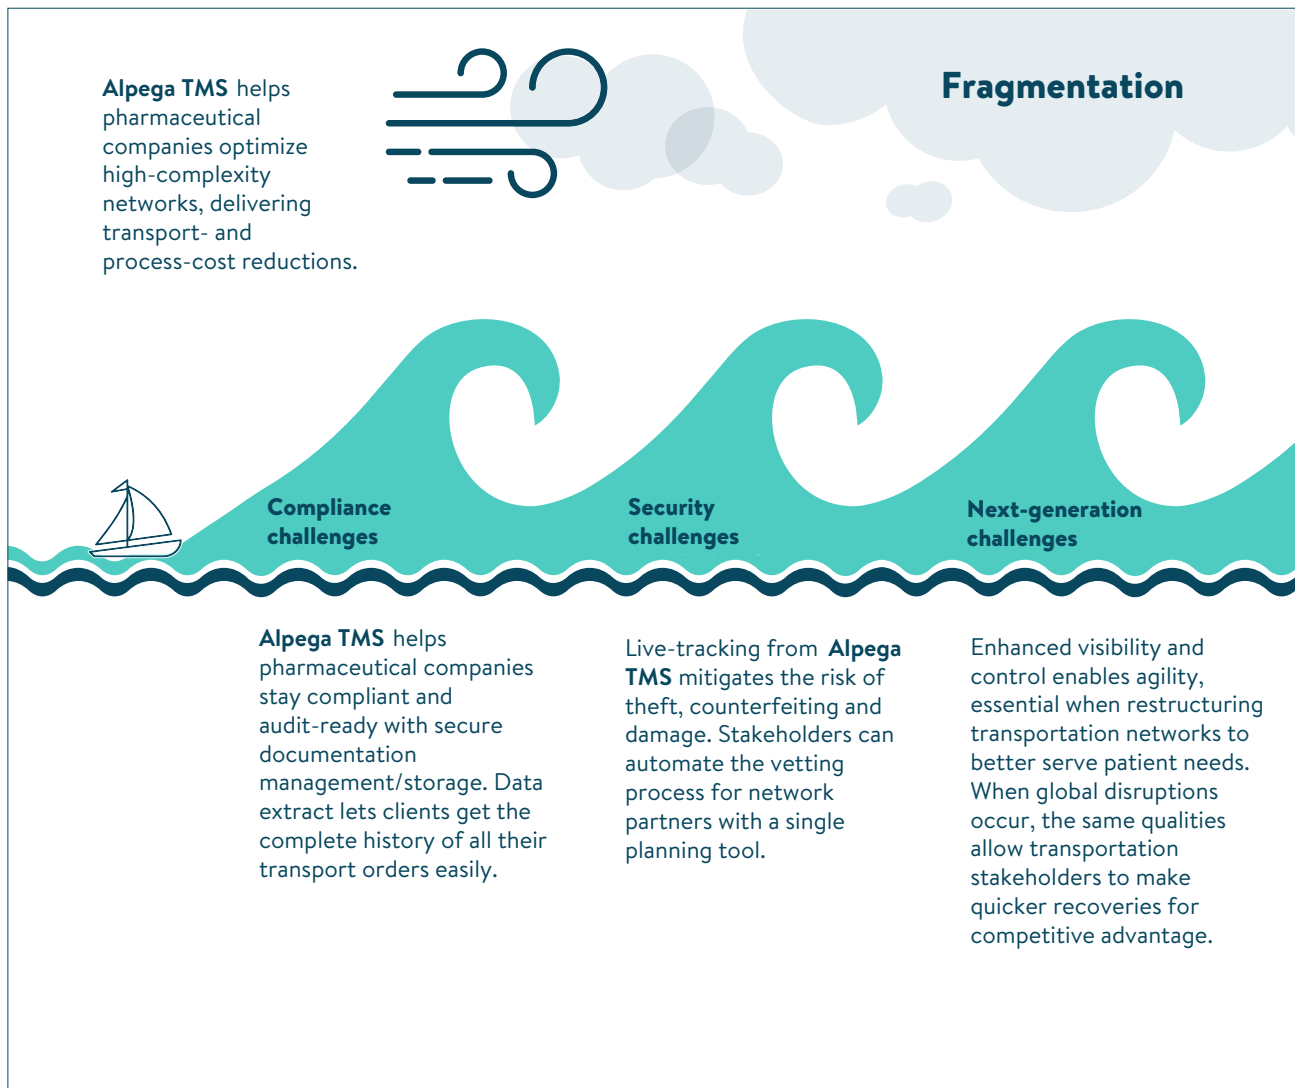 Alpega TMS helps
pharmaceutical
companies optimize
high-complexity
networks, delivering
transport- and
process-cost reductions.
Fragmentation
Compliance
challenges
Security
challenges
Next-generation
challenges
Alpega TMS helps
pharmaceutical companies
stay compliant and
audit-ready with secure
documentation
management/storage. Data
extract lets clients get the
complete history of all their
transport orders easily.
Live-tracking from Alpega
TMS mitigates the risk of
theft, counterfeiting and
damage. Stakeholders can
automate the vetting
process for network
partners with a single
planning tool.
Enhanced visibility and
control enables agility,
essential when restructuring
transportation networks to
better serve patient needs.
When global disruptions
occur, the same qualities
allow transportation
stakeholders to make
quicker recoveries for
competitive advantage.